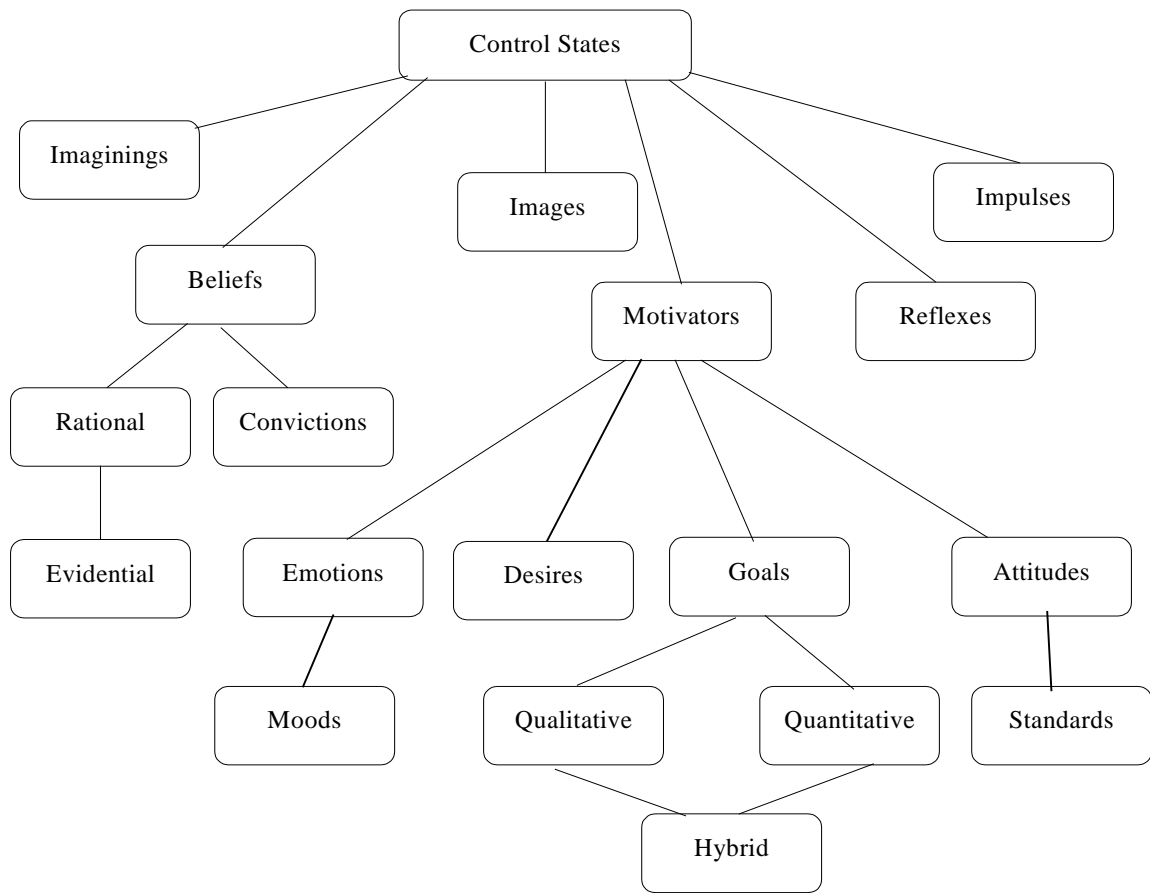 Control States
Imaginings
Images
Impulses
Beliefs
Motivators
Reflexes
Rational
Convictions
Evidential
Emotions
Desires
Goals
Attitudes
Moods
Qualitative
Quantitative
Standards
Hybrid